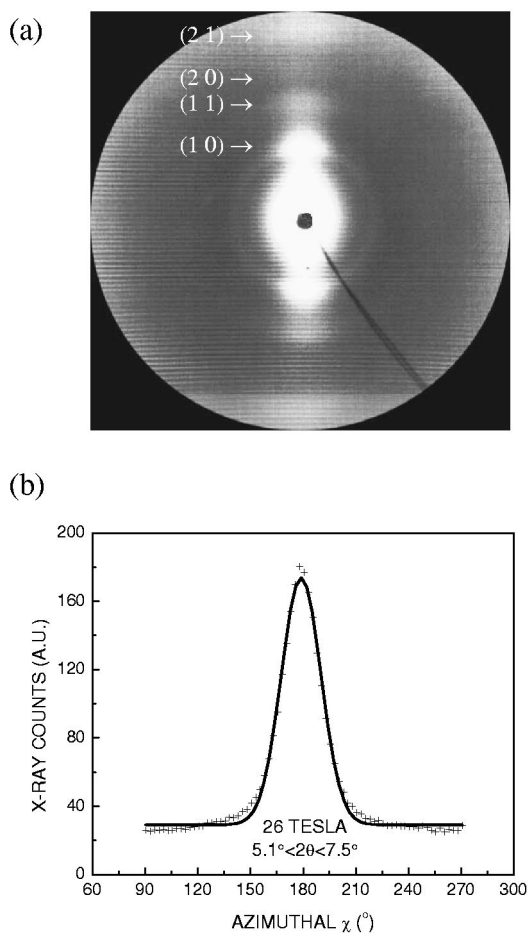 (a)
(2 1) →
(2 0) →
(1 1) →
(1 0) →
(b)
200
160
120
80
40
0
60 90 120 150 180 210 240 270 300
X-RAY COUNTS (A.U.)
26 TESLA
5.1°<2θ<7.5°
AZIMUTHAL χ (°)